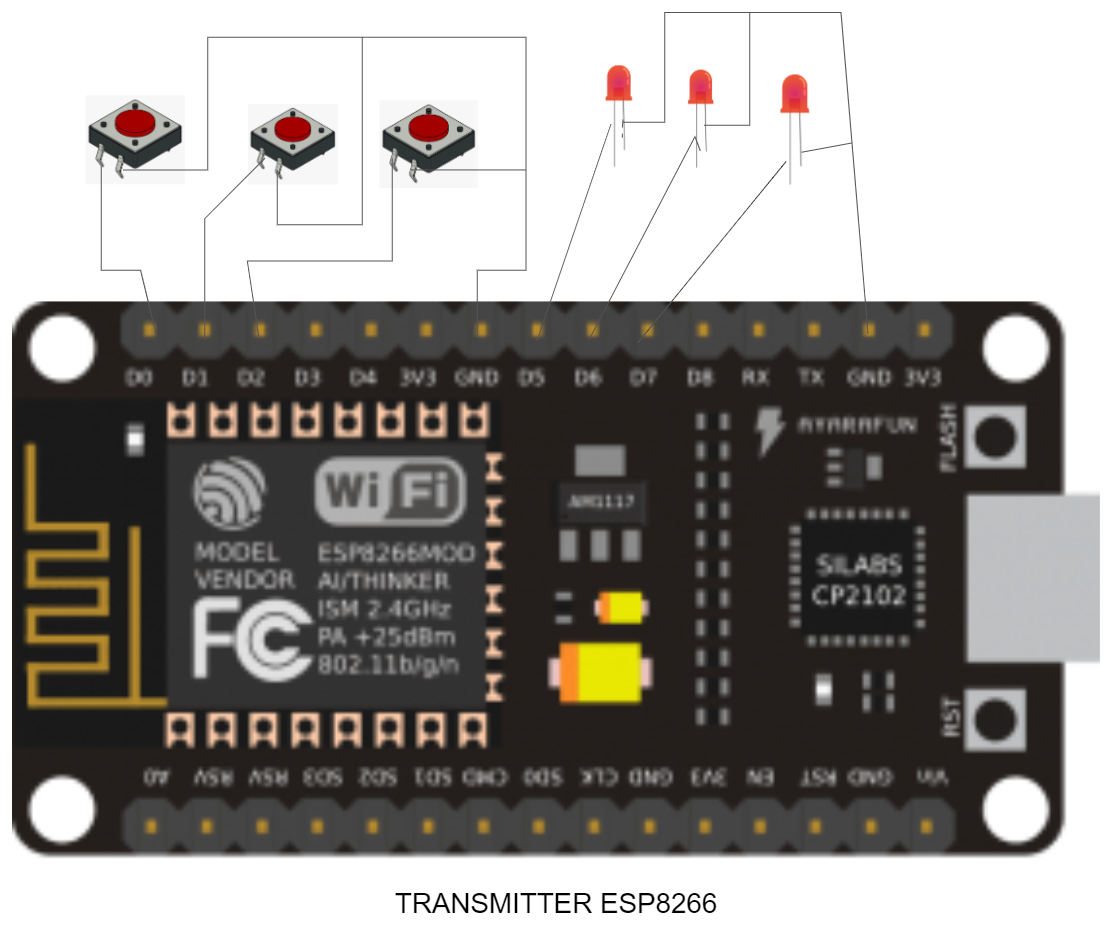 D0 D1 D2 D3 D4 3V3 GND D5 D6 D7 D8 RX TX GND 3V3
AYARAFUN
FLASH
WiFi
AMS1117
MODEL ESP8266MOD
VENDOR AI/THINKER
ISM 2.4GHz
PA +25dBm
802.11b/g/n
FC
SILABS
CP2102
RST
A0 RSV RSV SD3 SD2 SD1 CMD SD0 CLK GND 3V3 EN RST GND Vin
TRANSMITTER ESP8266